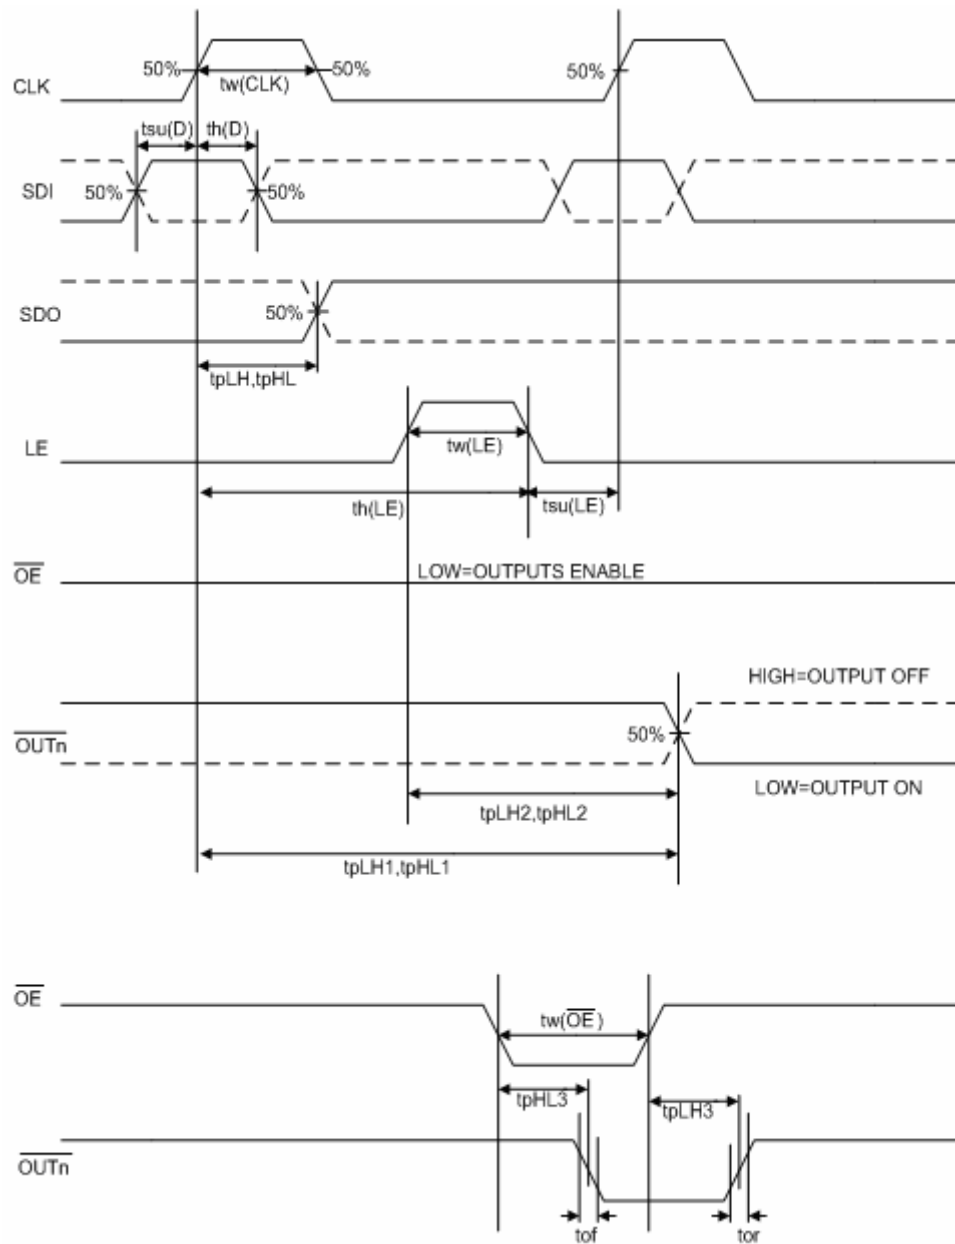 50%
50%
50%
CLK
tw(CLK)
tsu(D)
th(D)
SDI
50%
50%
SDO
50%
tpLH,tpHL
LE
tw(LE)
th(LE)
tsu(LE)
OE
LOW=OUTPUTS ENABLE
HIGH=OUTPUT OFF
OUTn
50%
LOW=OUTPUT ON
tpLH2,tpHL2
tpLH1,tpHL1
OE
tw(OE)
tpHL3
tpLH3
OUTn
tof
tor